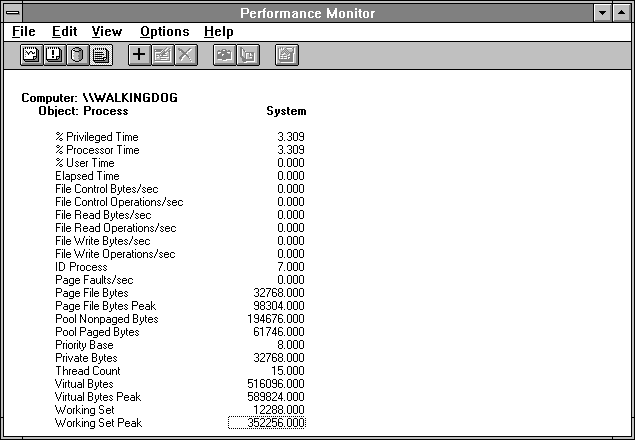 Performance Monitor
File Edit View Options Help
Computer: \\WALKINGDOG
Object: Process System
% Privileged Time 3.309
% Processor Time 3.309
% User Time 0.000
Elapsed Time 0.000
File Control Bytes/sec 0.000
File Control Operations/sec 0.000
File Read Bytes/sec 0.000
File Read Operations/sec 0.000
File Write Bytes/sec 0.000
File Write Operations/sec 0.000
ID Process 7.000
Page Faults/sec 0.000
Page File Bytes 32768.000
Page File Bytes Peak 98304.000
Pool Nonpaged Bytes 194676.000
Pool Paged Bytes 61746.000
Priority Base 8.000
Private Bytes 32768.000
Thread Count 15.000
Virtual Bytes 516096.000
Virtual Bytes Peak 589824.000
Working Set 12288.000
Working Set Peak 352256.000